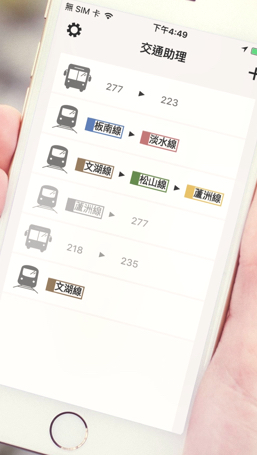 無 SIM 卡
下午4:49
交通助理
+
277 ▶ 223
板南線 ▶ 淡水線
文湖線 ▶ 松山線 ▶ 蘆洲線
蘆洲線 ▶ 277
218 ▶ 235
文湖線